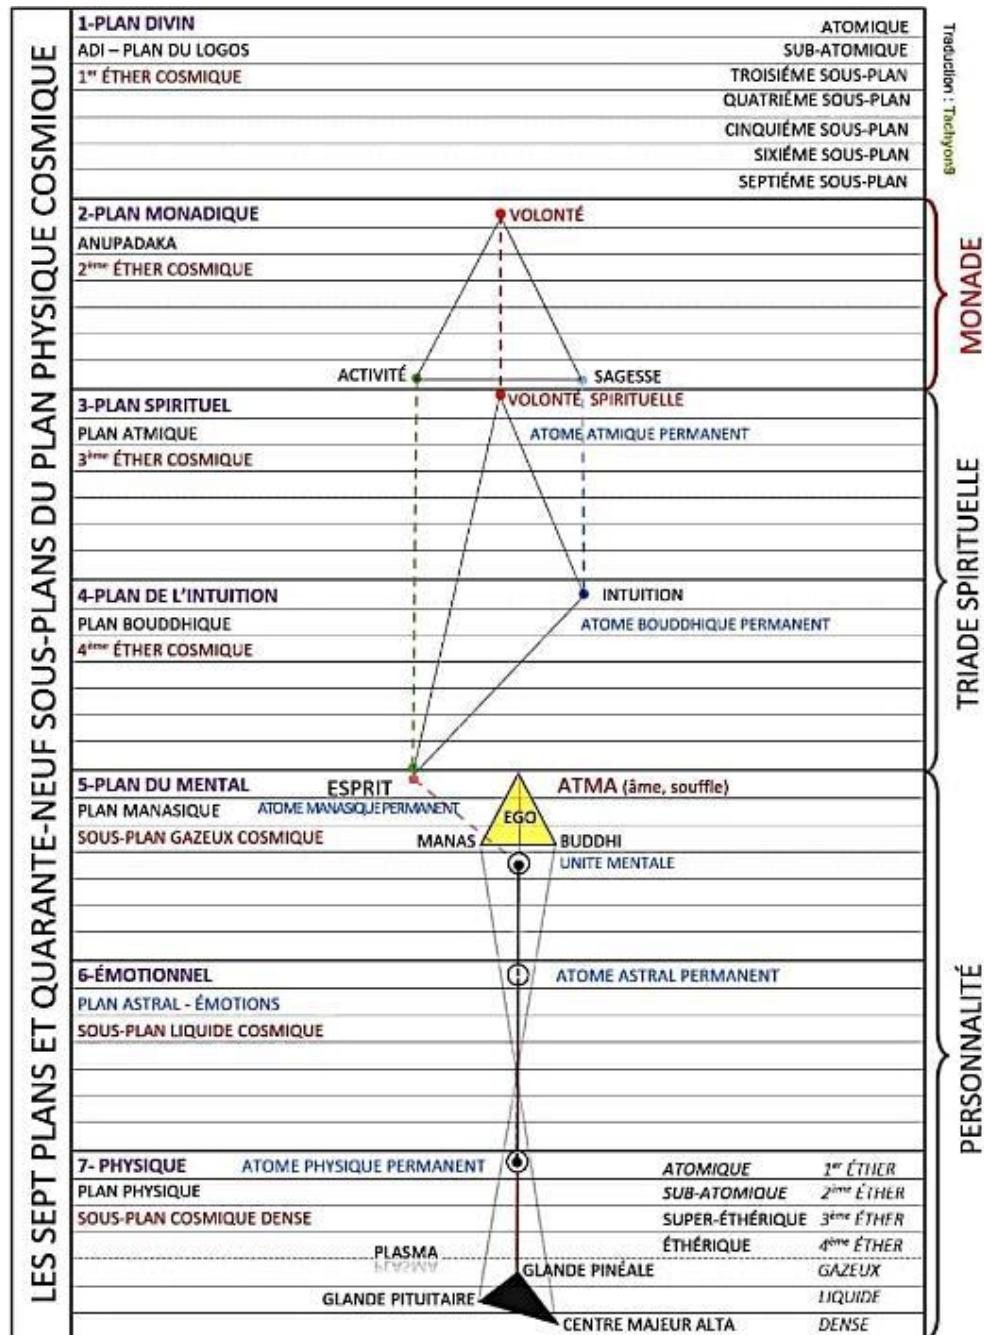 LES SEPT PLANS ET QUARANTE-NEUF SOUS-PLANS DU PLAN PHYSIQUE COSMIQUE
1-PLAN DIVIN
ATOMIQUE
ADI – PLAN DU LOGOS
SUB-ATOMIQUE
1er ÉTHER COSMIQUE
TROISIÉME SOUS-PLAN
QUATRIÉME SOUS-PLAN
CINQUIÉME SOUS-PLAN
SIXIÉME SOUS-PLAN
SEPTIÉME SOUS-PLAN
Traduction : Tachyon9
2-PLAN MONADIQUE
VOLONTÉ
ANUPADAKA
2ème ÉTHER COSMIQUE
ACTIVITÉ
SAGESSE
MONADE
3-PLAN SPIRITUEL
VOLONTÉ SPIRITUELLE
PLAN ATMIQUE
ATOME ATMIQUE PERMANENT
3ème ÉTHER COSMIQUE
4-PLAN DE L'INTUITION
INTUITION
PLAN BOUDDHIQUE
ATOME BOUDDHIQUE PERMANENT
4ème ÉTHER COSMIQUE
TRIADE SPIRITUELLE
5-PLAN DU MENTAL
ESPRIT
ATMA (âme, souffle)
PLAN MANASIQUE
ATOME MANASIQUE PERMANENT
EGO
SOUS-PLAN GAZEUX COSMIQUE
MANAS
BUDDHI
UNITE MENTALE
6-ÉMOTIONNEL
ATOME ASTRAL PERMANENT
PLAN ASTRAL - ÉMOTIONS
SOUS-PLAN LIQUIDE COSMIQUE
PERSONNALITÉ
7- PHYSIQUE
ATOME PHYSIQUE PERMANENT
ATOMIQUE 1er ÉTHER
PLAN PHYSIQUE
SUB-ATOMIQUE 2ème ÉTHER
SOUS-PLAN COSMIQUE DENSE
SUPER-ÉTHÉRIQUE 3ème ÉTHER
ÉTHÉRIQUE 4ème ÉTHER
PLASMA
GLANDE PINÉALE
GAZEUX
GLANDE PITUITAIRE
LIQUIDE
CENTRE MAJEUR ALTA
DENSE